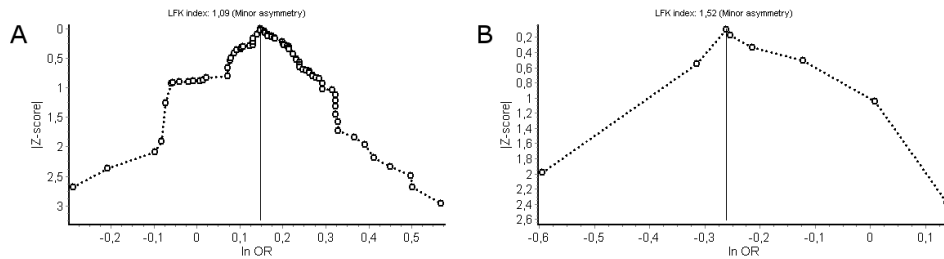 A
LFK index: 1,09 (Minor asymmetry)
|Z-score|
0
0,5
1
1,5
2
2,5
3
-0,2 -0,1 0 0,1 0,2 0,3 0,4 0,5
ln OR
B
LFK index: 1,52 (Minor asymmetry)
|Z-score|
0,2
0,4
0,6
0,8
1
1,2
1,4
1,6
1,8
2
2,2
2,4
2,6
-0,6 -0,5 -0,4 -0,3 -0,2 -0,1 0 0,1
ln OR